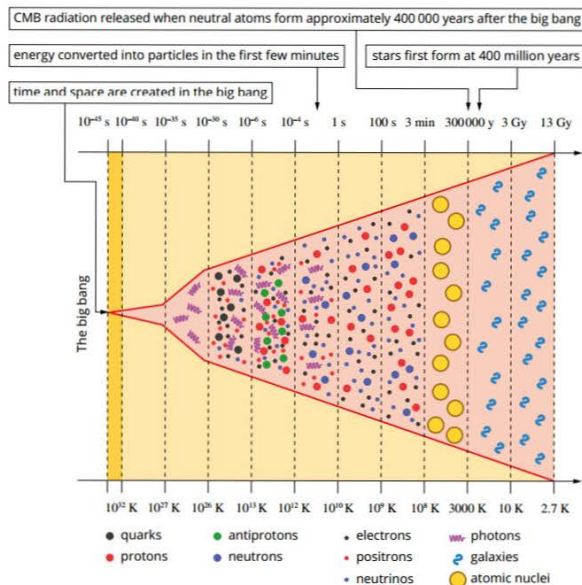 CMB radiation released when neutral atoms form approximately 400 000 years after the big bang
energy converted into particles in the first few minutes
stars first form at 400 million years
time and space are created in the big bang
10⁻⁴⁵ s 10⁻⁴⁰ s 10⁻³⁵ s 10⁻³⁰ s 10⁻⁶ s 10⁻⁴ s 1 s 100 s 3 min 300000 y 3 Gy 13 Gy
The big bang
10³² K 10²⁷ K 10²⁶ K 10¹³ K 10¹² K 10¹⁰ K 10⁹ K 10⁸ K 3000 K 10 K 2.7 K
quarks antiprotons electrons photons
protons neutrons positrons galaxies
neutrinos atomic nuclei